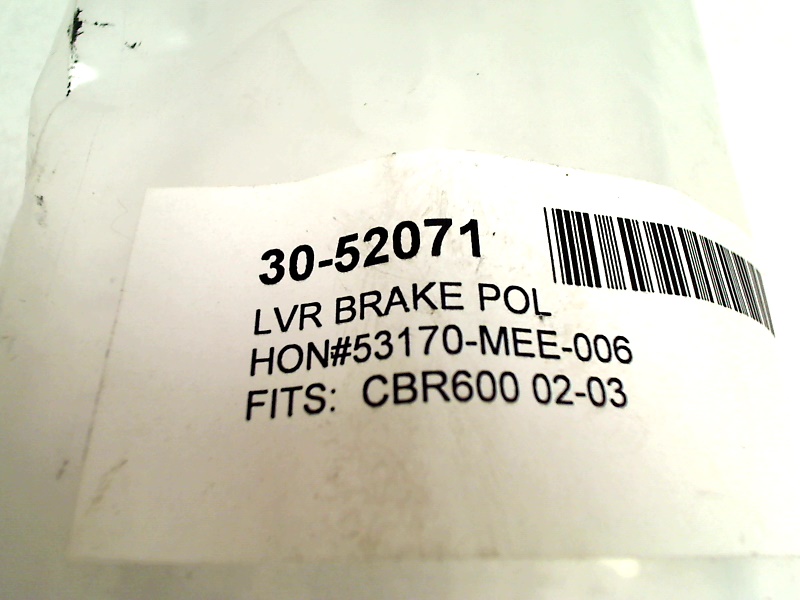 30-52071
LVR BRAKE POL
HON#53170-MEE-006
FITS: CBR600 02-03